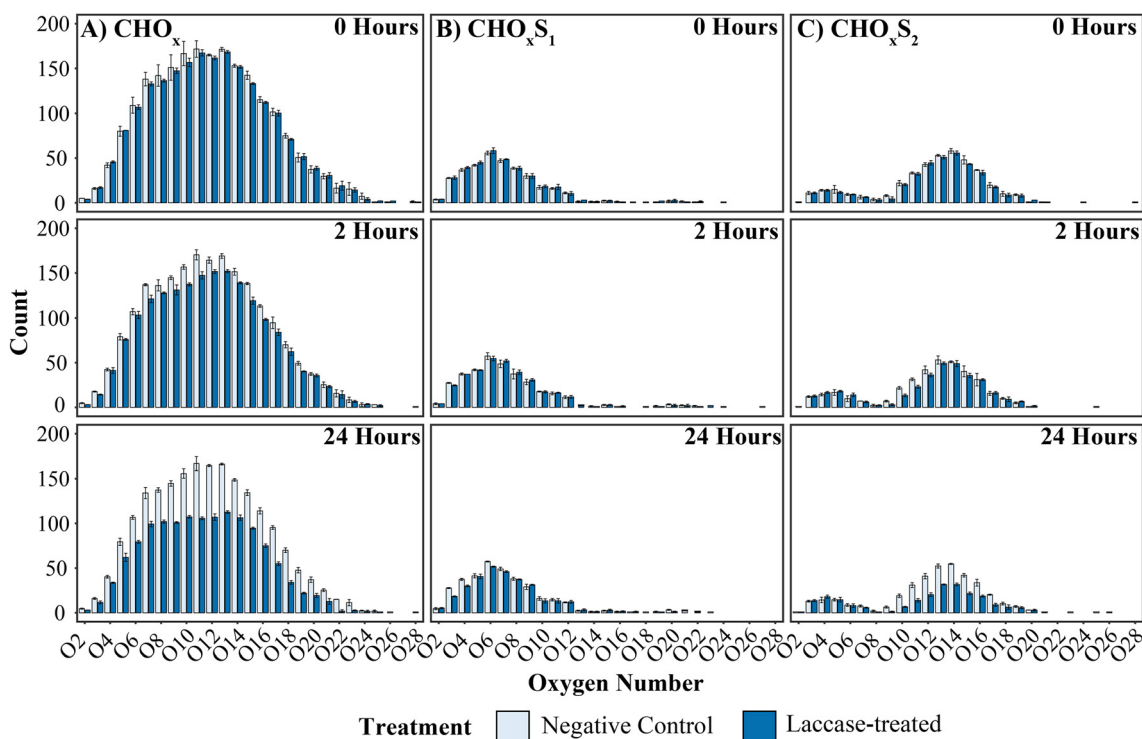 A) CHOx 0 Hours
B) CHOxS1 0 Hours
C) CHOxS2 0 Hours
200
150
100
50
0
2 Hours
2 Hours
2 Hours
200
150
100
50
0
24 Hours
24 Hours
24 Hours
200
150
100
50
0
Count
O2 O4 O6 O8 O10 O12 O14 O16 O18 O20 O22 O24 O26 O28
O2 O4 O6 O8 O10 O12 O14 O16 O18 O20 O22 O24 O26 O28
O2 O4 O6 O8 O10 O12 O14 O16 O18 O20 O22 O24 O26 O28
Oxygen Number
Treatment Negative Control Laccase-treated